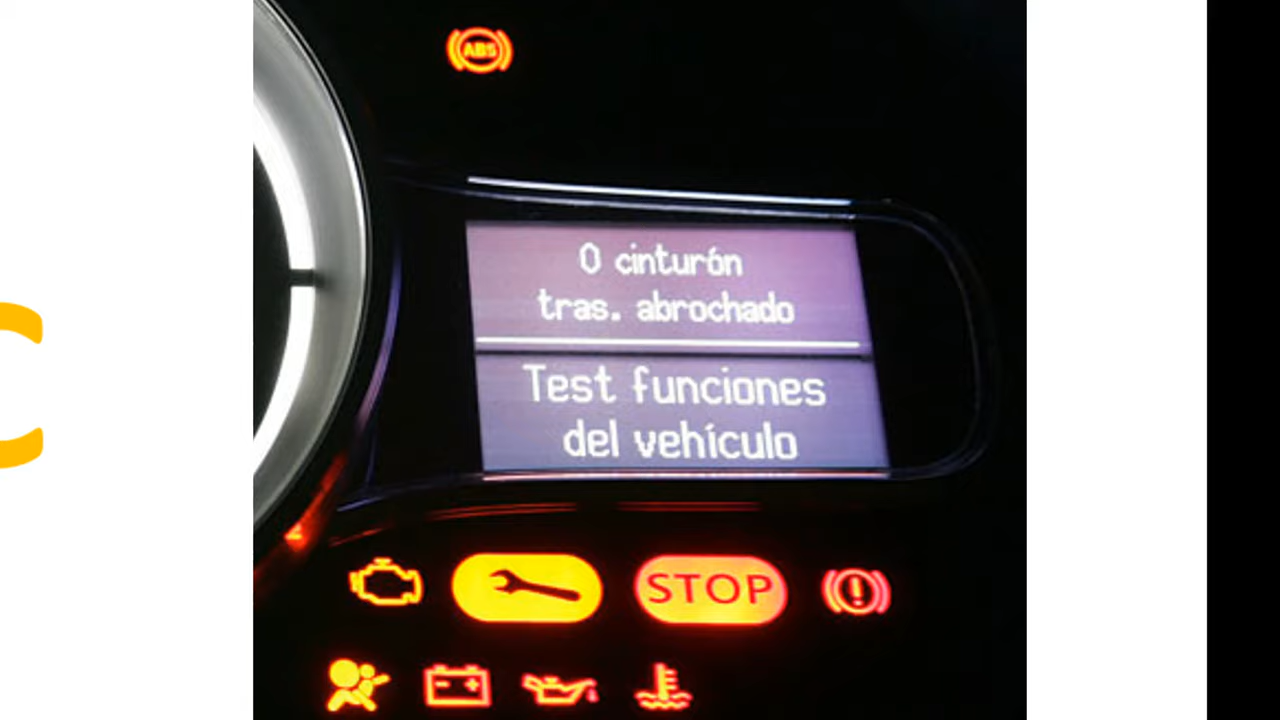 ABS
0 cinturón
tras. abrochado
Test funciones
del vehículo
STOP